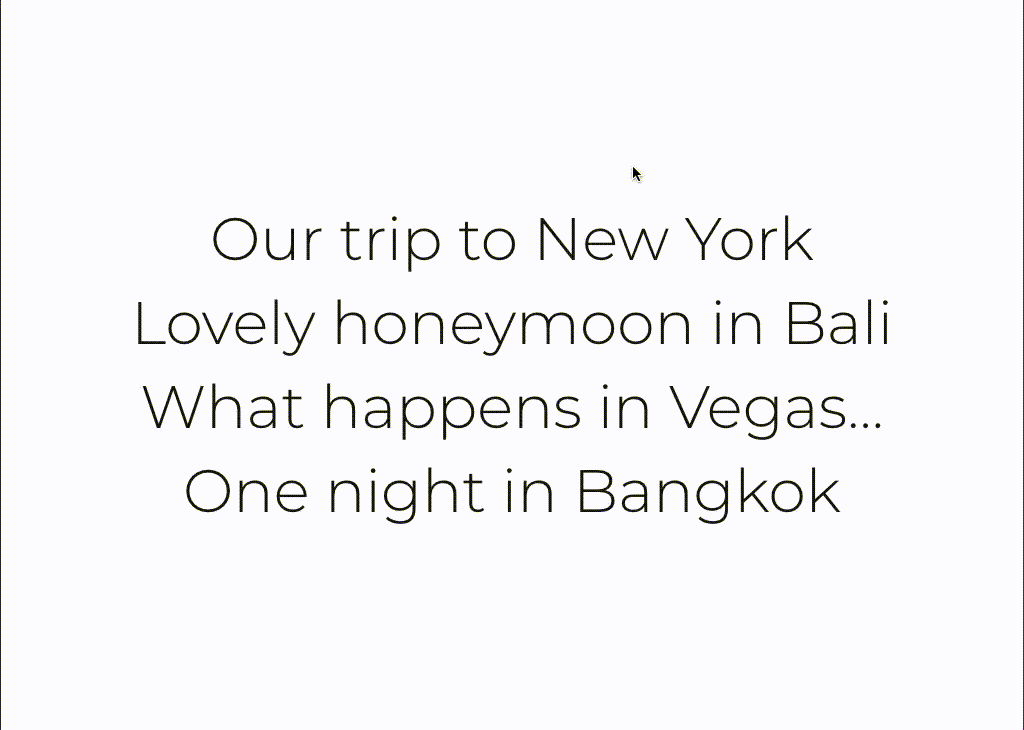 Our trip to New York
Lovely honeymoon in Bali
What happens in Vegas...
One night in Bangkok